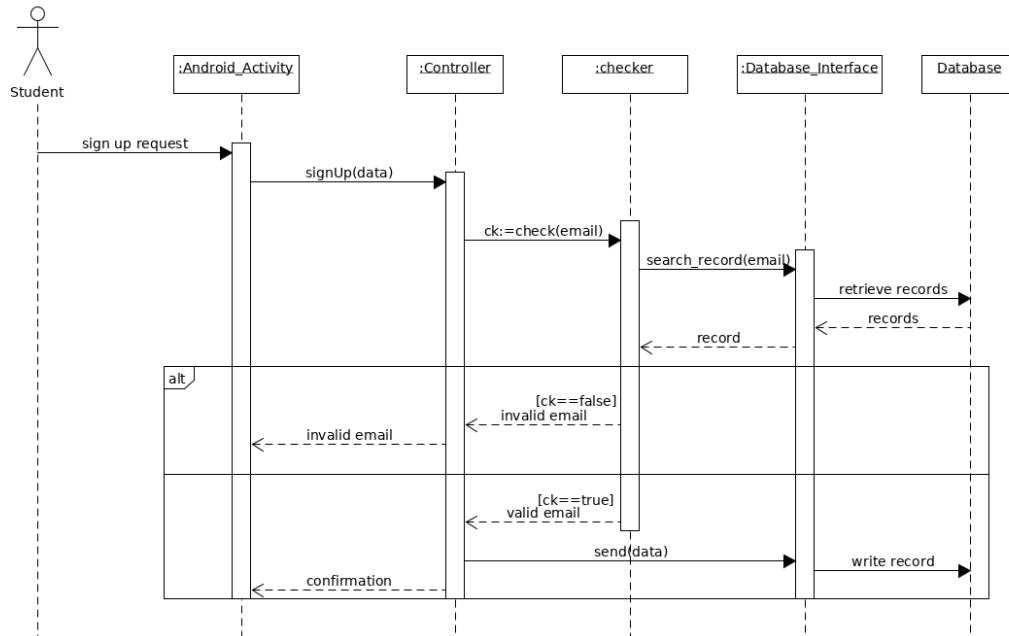 Student
:Android_Activity
:Controller
:checker
:Database_Interface
Database
sign up request
signUp(data)
ck:=check(email)
search_record(email)
retrieve records
records
record
alt
[ck==false]
invalid email
invalid email
[ck==true]
valid email
send(data)
write record
confirmation